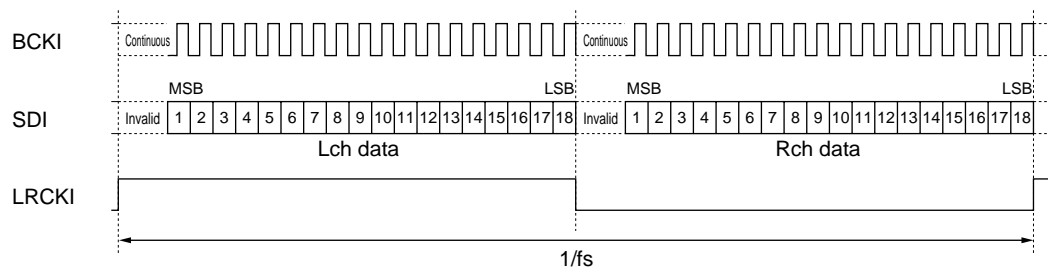 BCKI Continuous Continuous
MSB LSB MSB LSB
SDI Invalid 1 2 3 4 5 6 7 8 9 10 11 12 13 14 15 16 17 18 Invalid 1 2 3 4 5 6 7 8 9 10 11 12 13 14 15 16 17 18
Lch data Rch data
LRCKI
1/fs